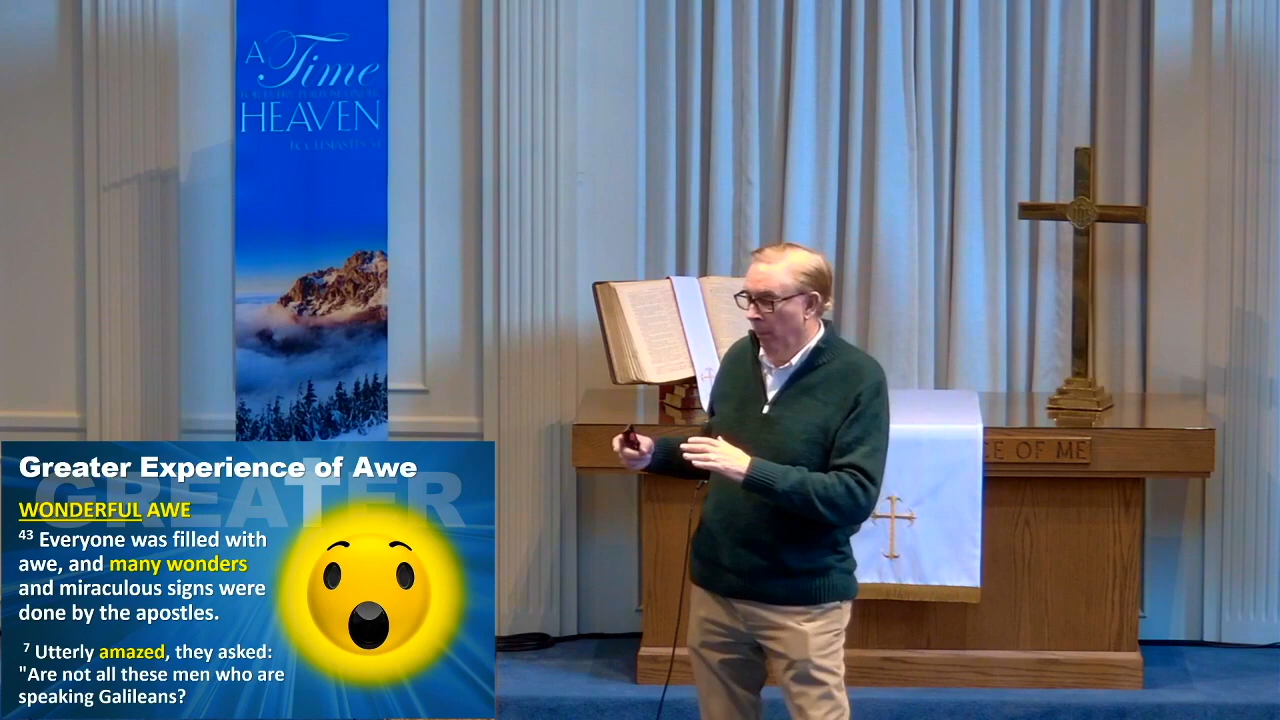 A Time
HEAVEN
CE OF ME
GREATER
Greater Experience of Awe
WONDERFUL AWE
43 Everyone was filled with
awe, and many wonders
and miraculous signs were
done by the apostles.
7 Utterly amazed, they asked:
"Are not all these men who are
speaking Galileans?